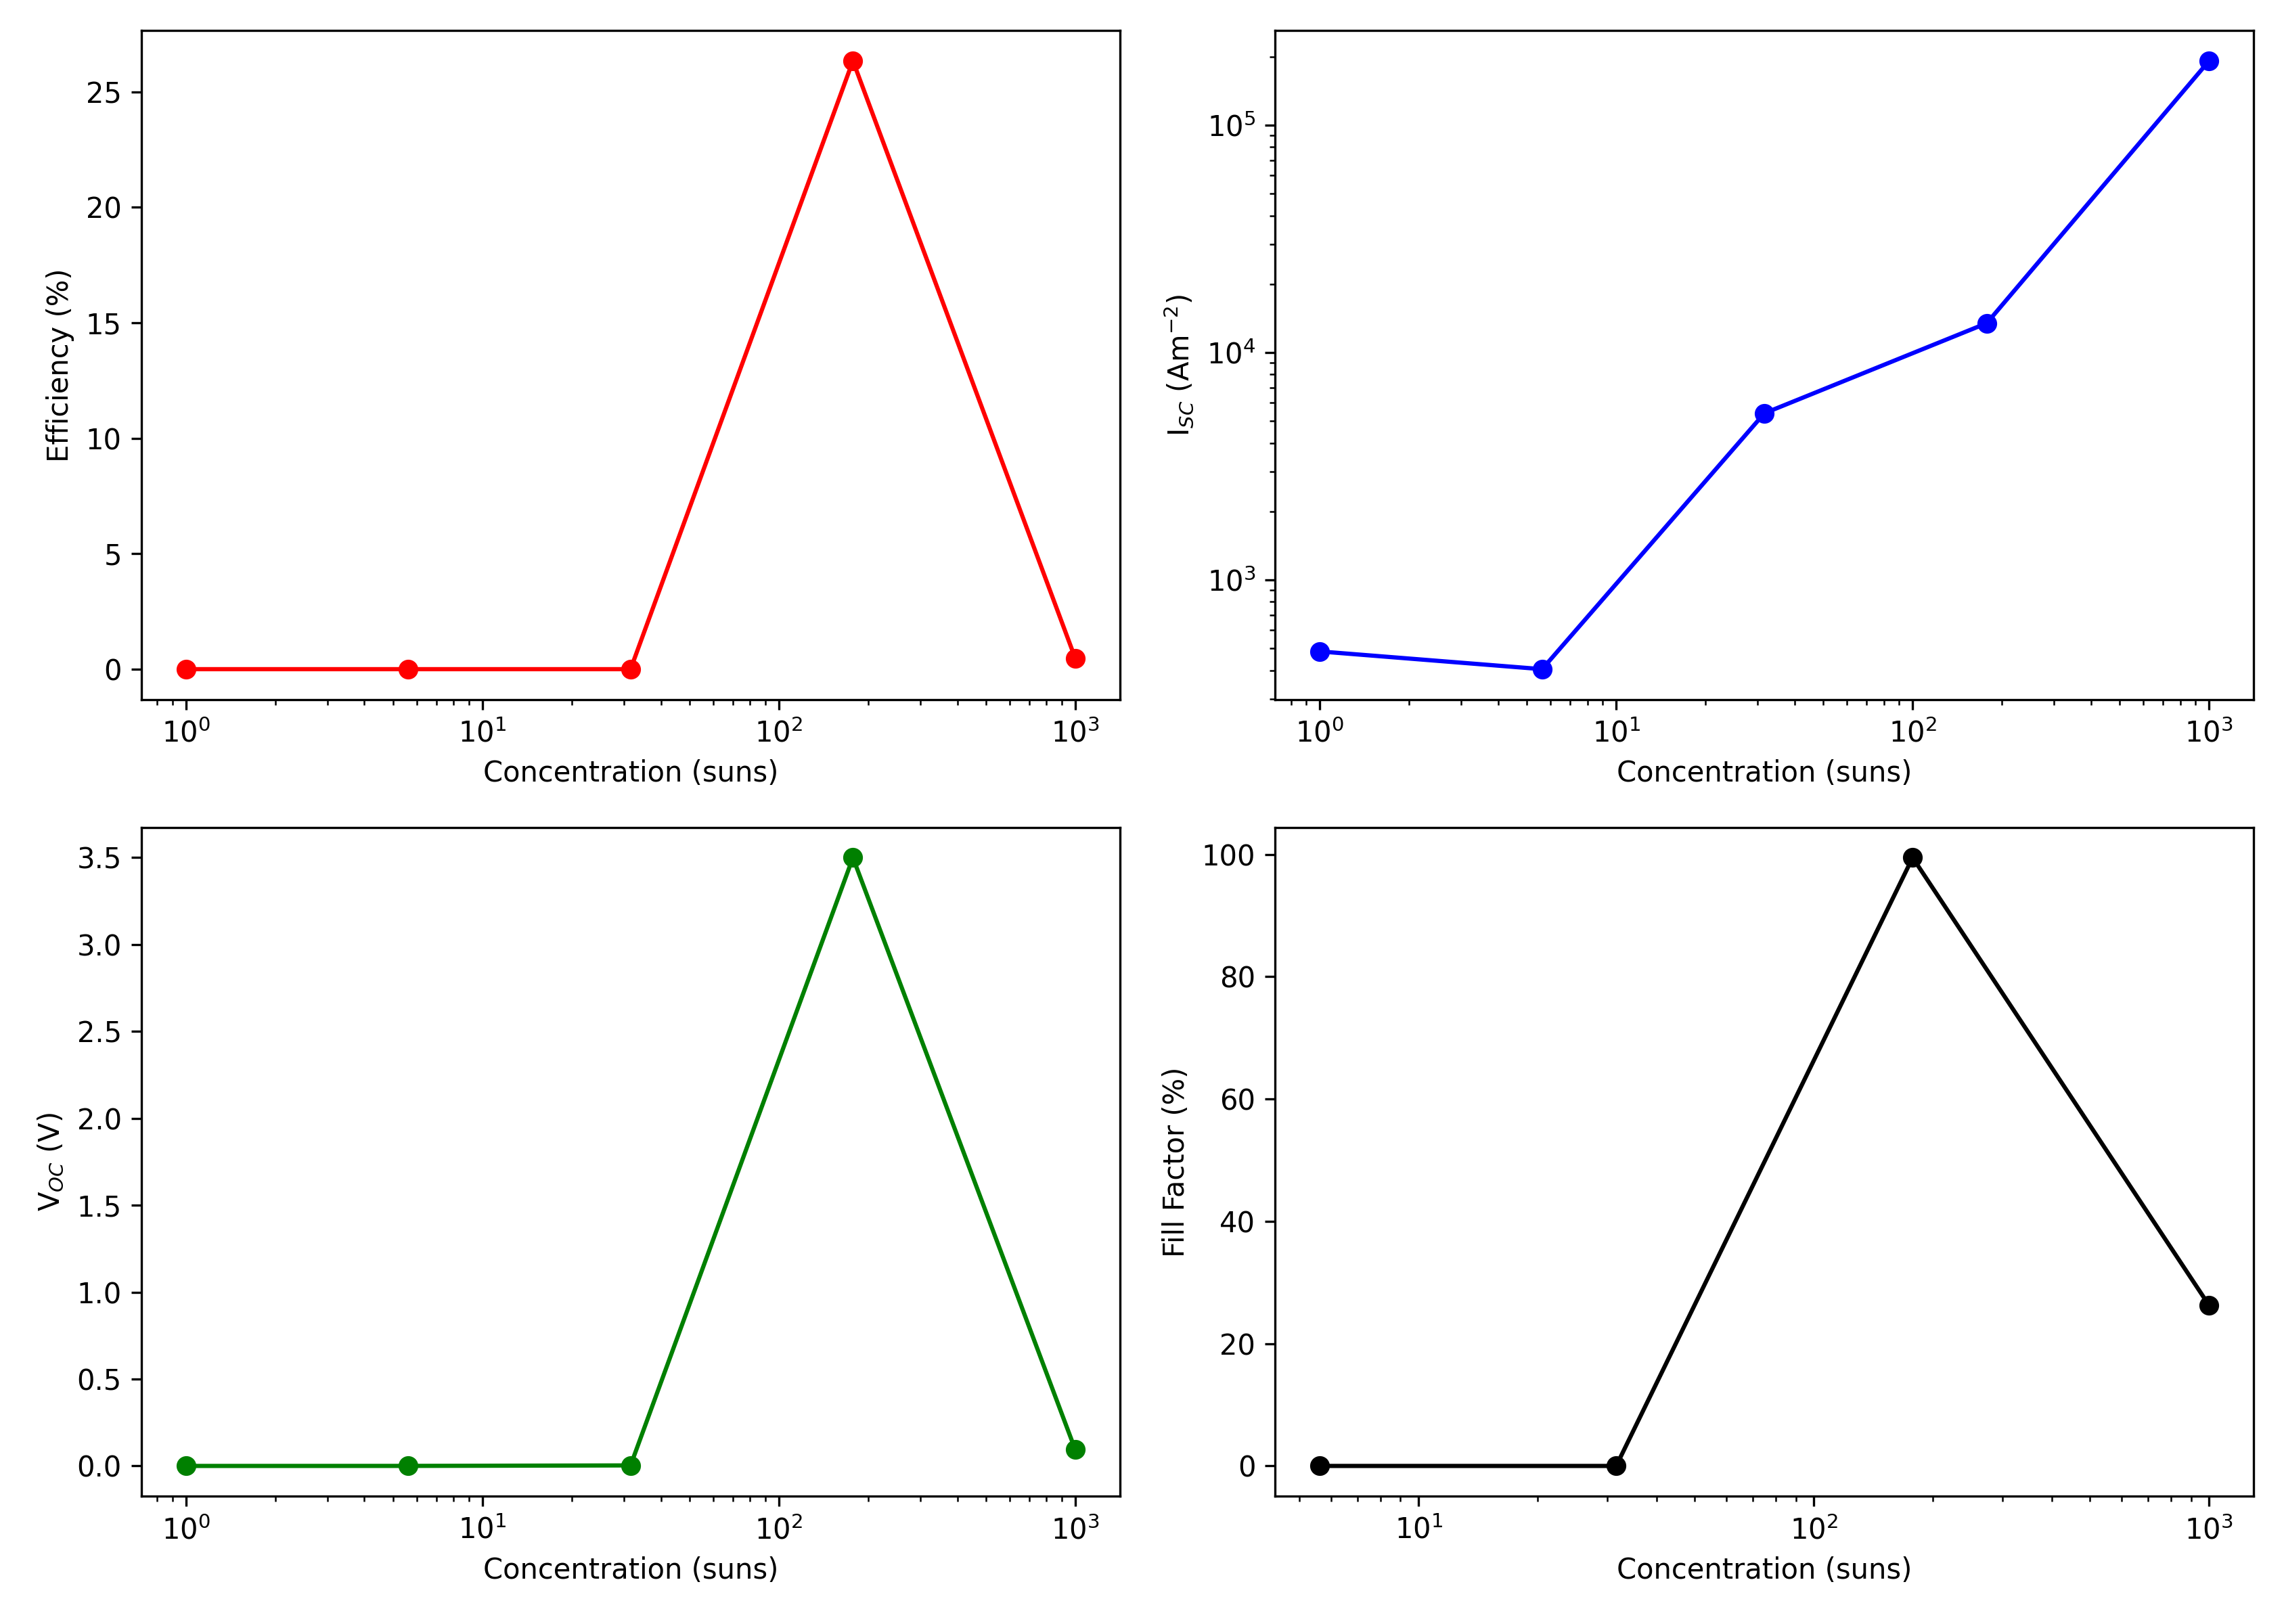 25
20
15
10
5
0
Efficiency (%)
10⁰ 10¹ 10² 10³
Concentration (suns)
10⁵
10⁴
10³
I_SC (Am⁻²)
10⁰ 10¹ 10² 10³
Concentration (suns)
3.5
3.0
2.5
2.0
1.5
1.0
0.5
0.0
V_OC (V)
10⁰ 10¹ 10² 10³
Concentration (suns)
100
80
60
40
20
0
Fill Factor (%)
10¹ 10² 10³
Concentration (suns)